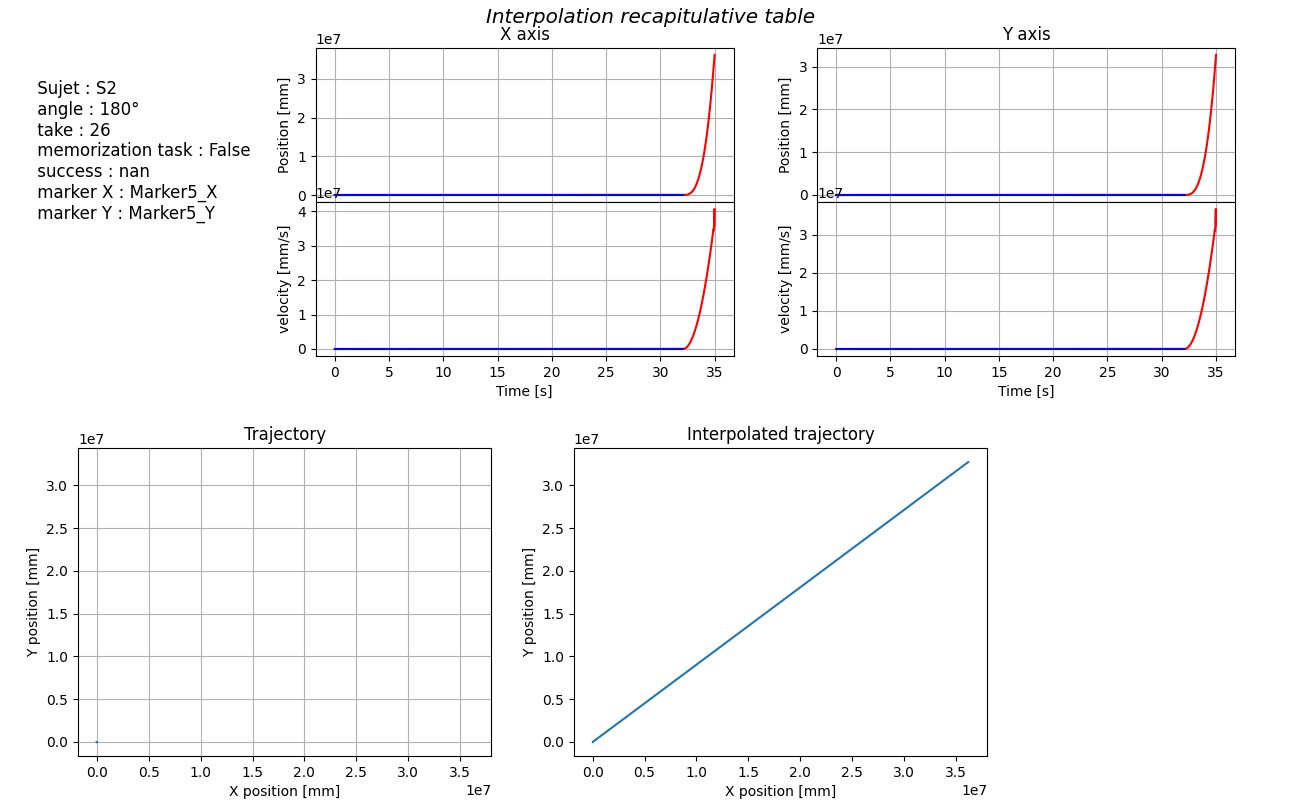 Interpolation recapitulative table
Sujet : S2
angle : 180°
take : 26
memorization task : False
success : nan
marker X : Marker5_X
marker Y : Marker5_Y
X axis
1e7
Position [mm]
3
2
1
0
1e7
velocity [mm/s]
4
3
2
1
0
0 5 10 15 20 25 30 35
Time [s]
Y axis
1e7
Position [mm]
3
2
1
0
1e7
velocity [mm/s]
3
2
1
0
0 5 10 15 20 25 30 35
Time [s]
Trajectory
1e7
Y position [mm]
3.0
2.5
2.0
1.5
1.0
0.5
0.0
0.0 0.5 1.0 1.5 2.0 2.5 3.0 3.5
X position [mm]
1e7
Interpolated trajectory
1e7
Y position [mm]
3.0
2.5
2.0
1.5
1.0
0.5
0.0
0.0 0.5 1.0 1.5 2.0 2.5 3.0 3.5
X position [mm]
1e7